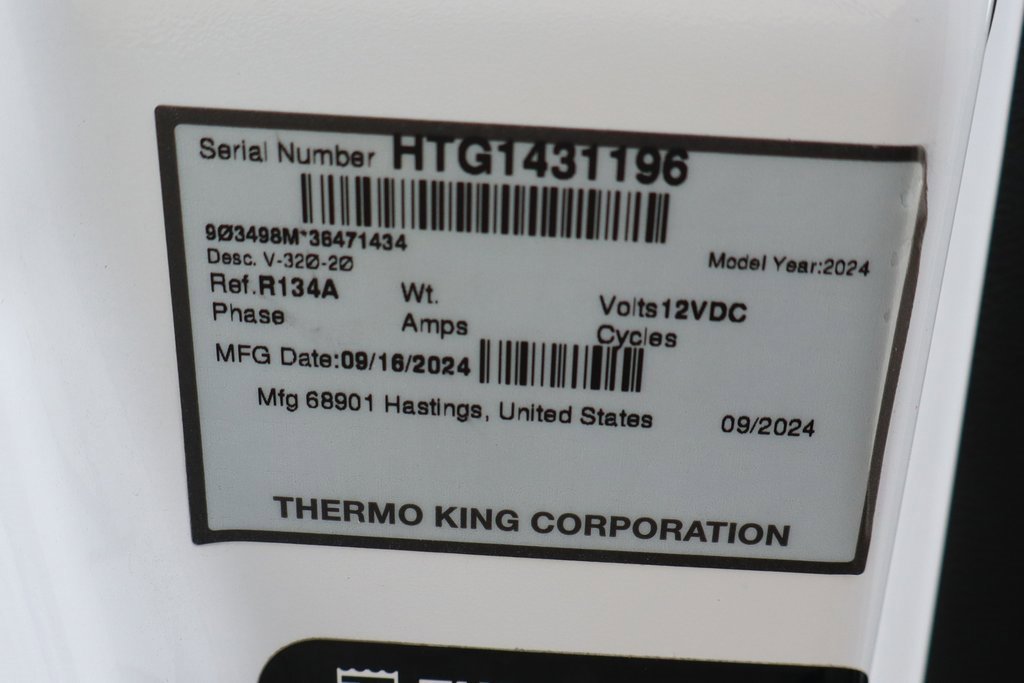 Serial Number HTG1431196
9Ø3498M*36471434
Desc. V-32Ø-2Ø
Model Year:2024
Ref.R134A Wt. Volts12VDC
Phase Amps Cycles
MFG Date:09/16/2024
Mfg 68901 Hastings, United States 09/2024
THERMO KING CORPORATION